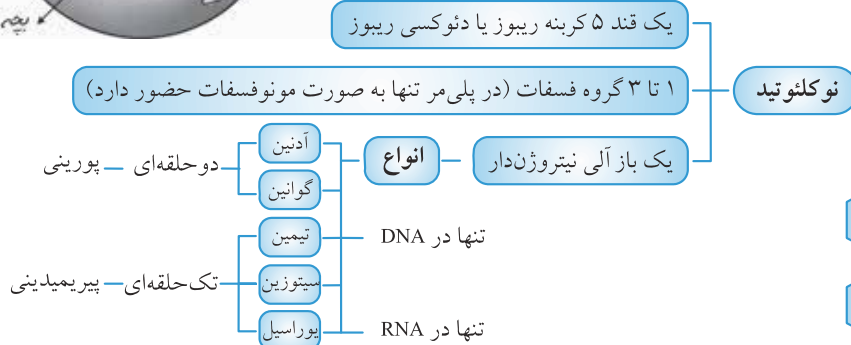 یک قند ۵ کربنه ریبوز یا دئوکسی ریبوز
نوکلئوتید
۱ تا ۳ گروه فسفات (در پلی‌مر تنها به صورت مونوفسفات حضور دارد)
یک باز آلی نیتروژن‌دار
انواع
آدنین
گوانین
دوحلقه‌ای
پورینی
تیمین
تنها در DNA
سیتوزین
تک‌حلقه‌ای
پیریمیدینی
یوراسیل
تنها در RNA